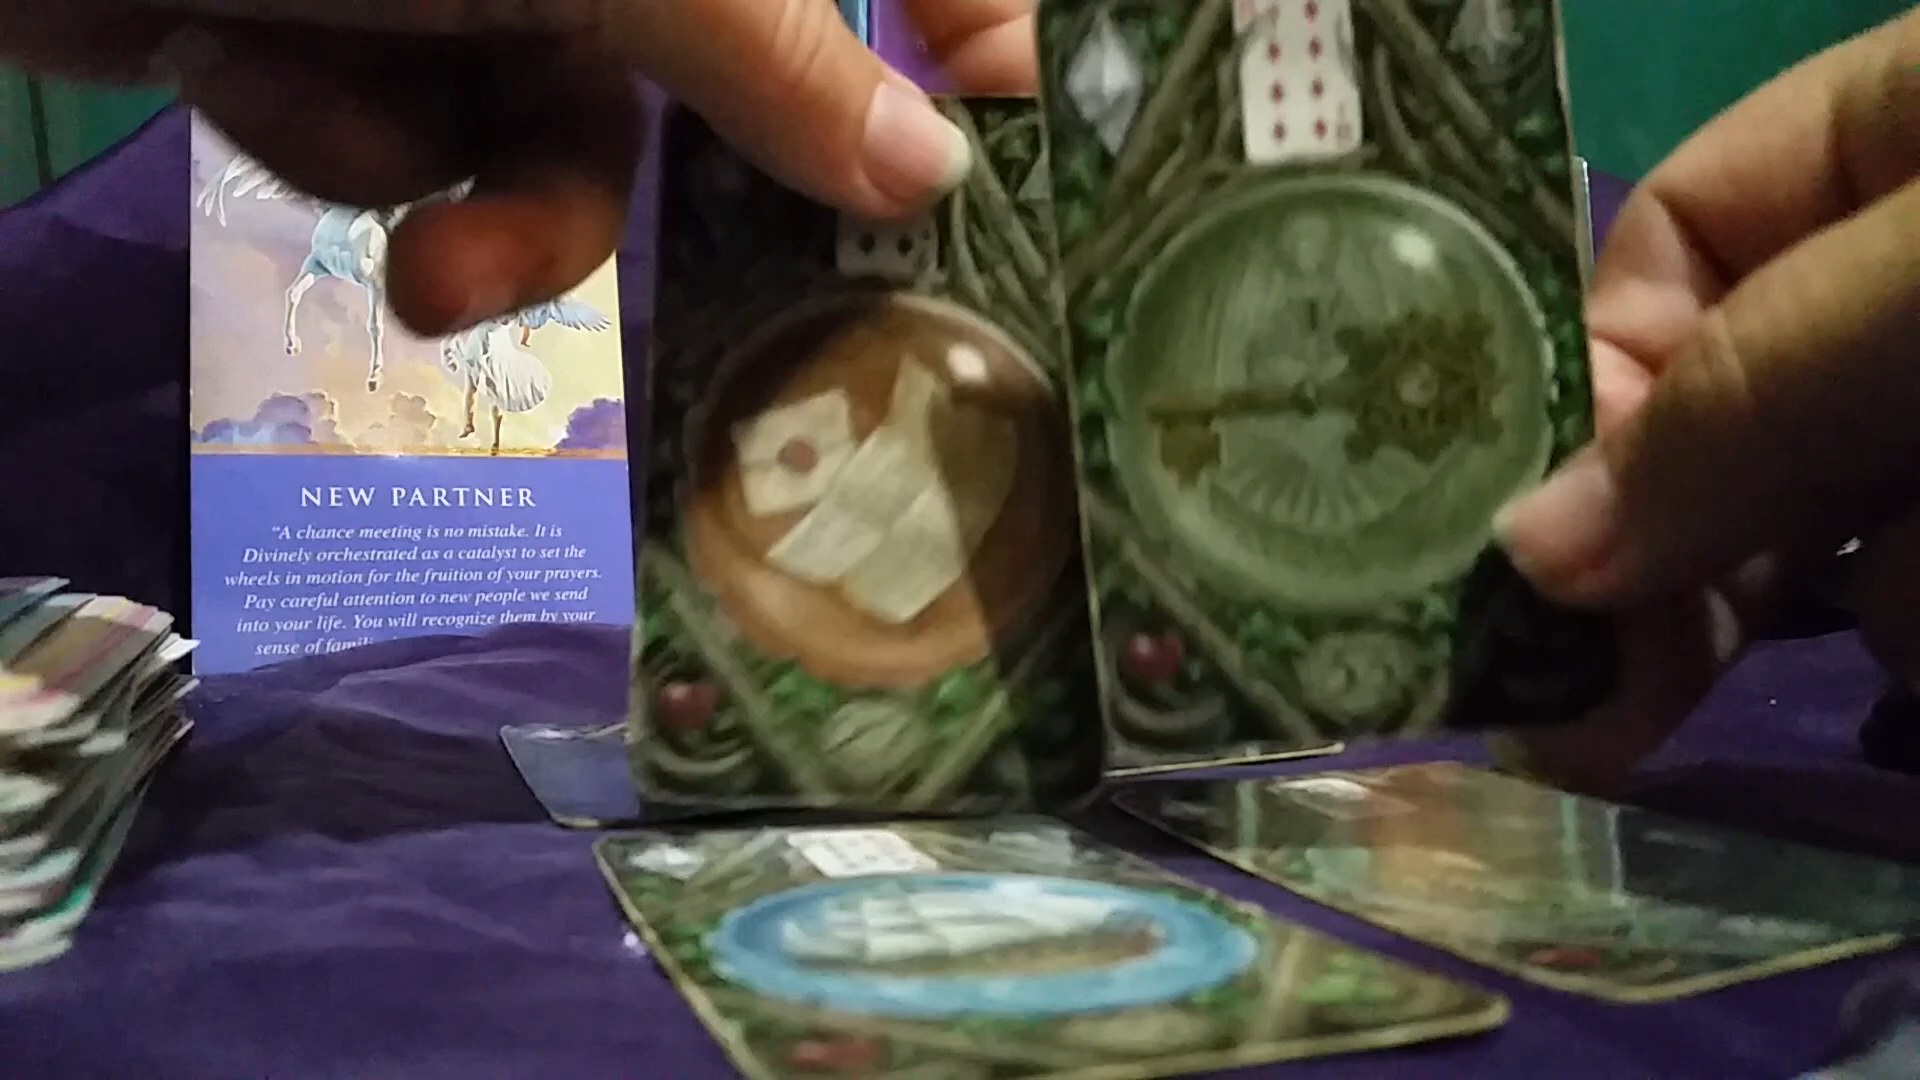 NEW PARTNER
"A chance meeting is no mistake. It is
Divinely orchestrated as a catalyst to set the
wheels in motion for the fruition of your prayers.
Pay careful attention to new people we send
into your life. You will recognize them by your
sense of